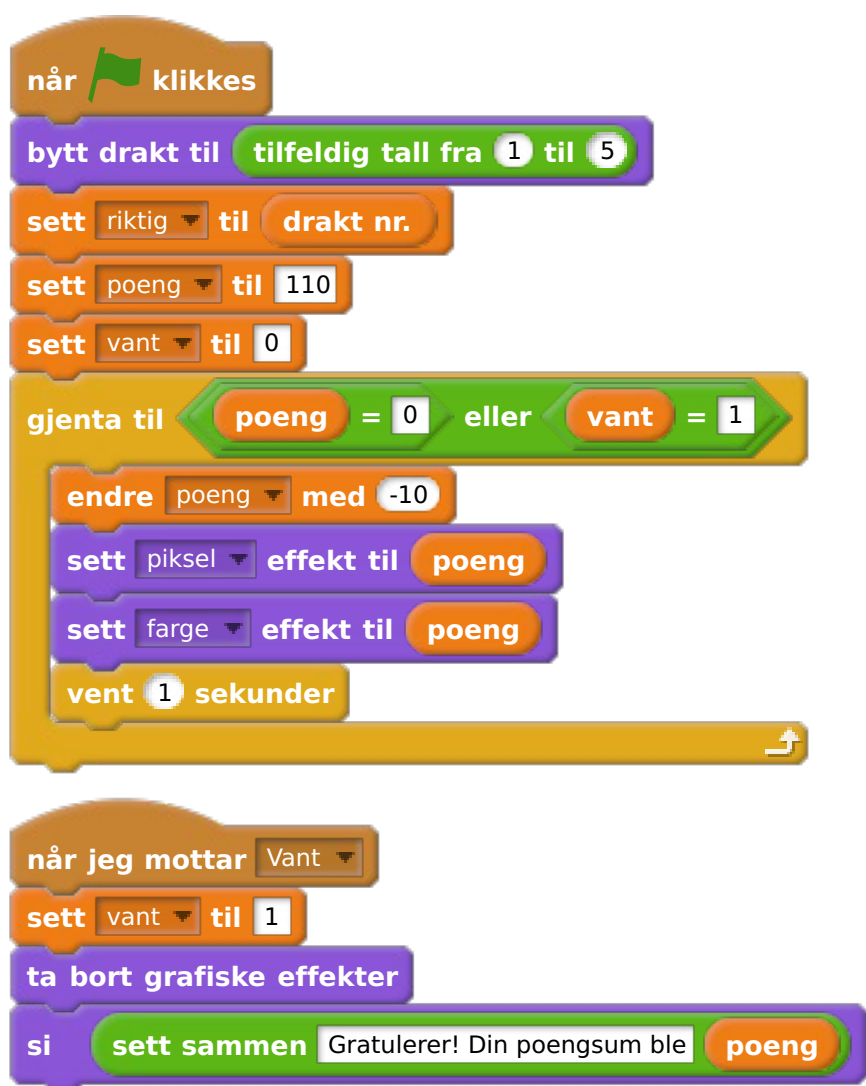 når klikkes
bytt drakt til tilfeldig tall fra 1 til 5
sett riktig til drakt nr.
sett poeng til 110
sett vant til 0
gjenta til poeng = 0 eller vant = 1
endre poeng med -10
sett piksel effekt til poeng
sett farge effekt til poeng
vent 1 sekunder
når jeg mottar Vant
sett vant til 1
ta bort grafiske effekter
si sett sammen Gratulerer! Din poengsum ble poeng